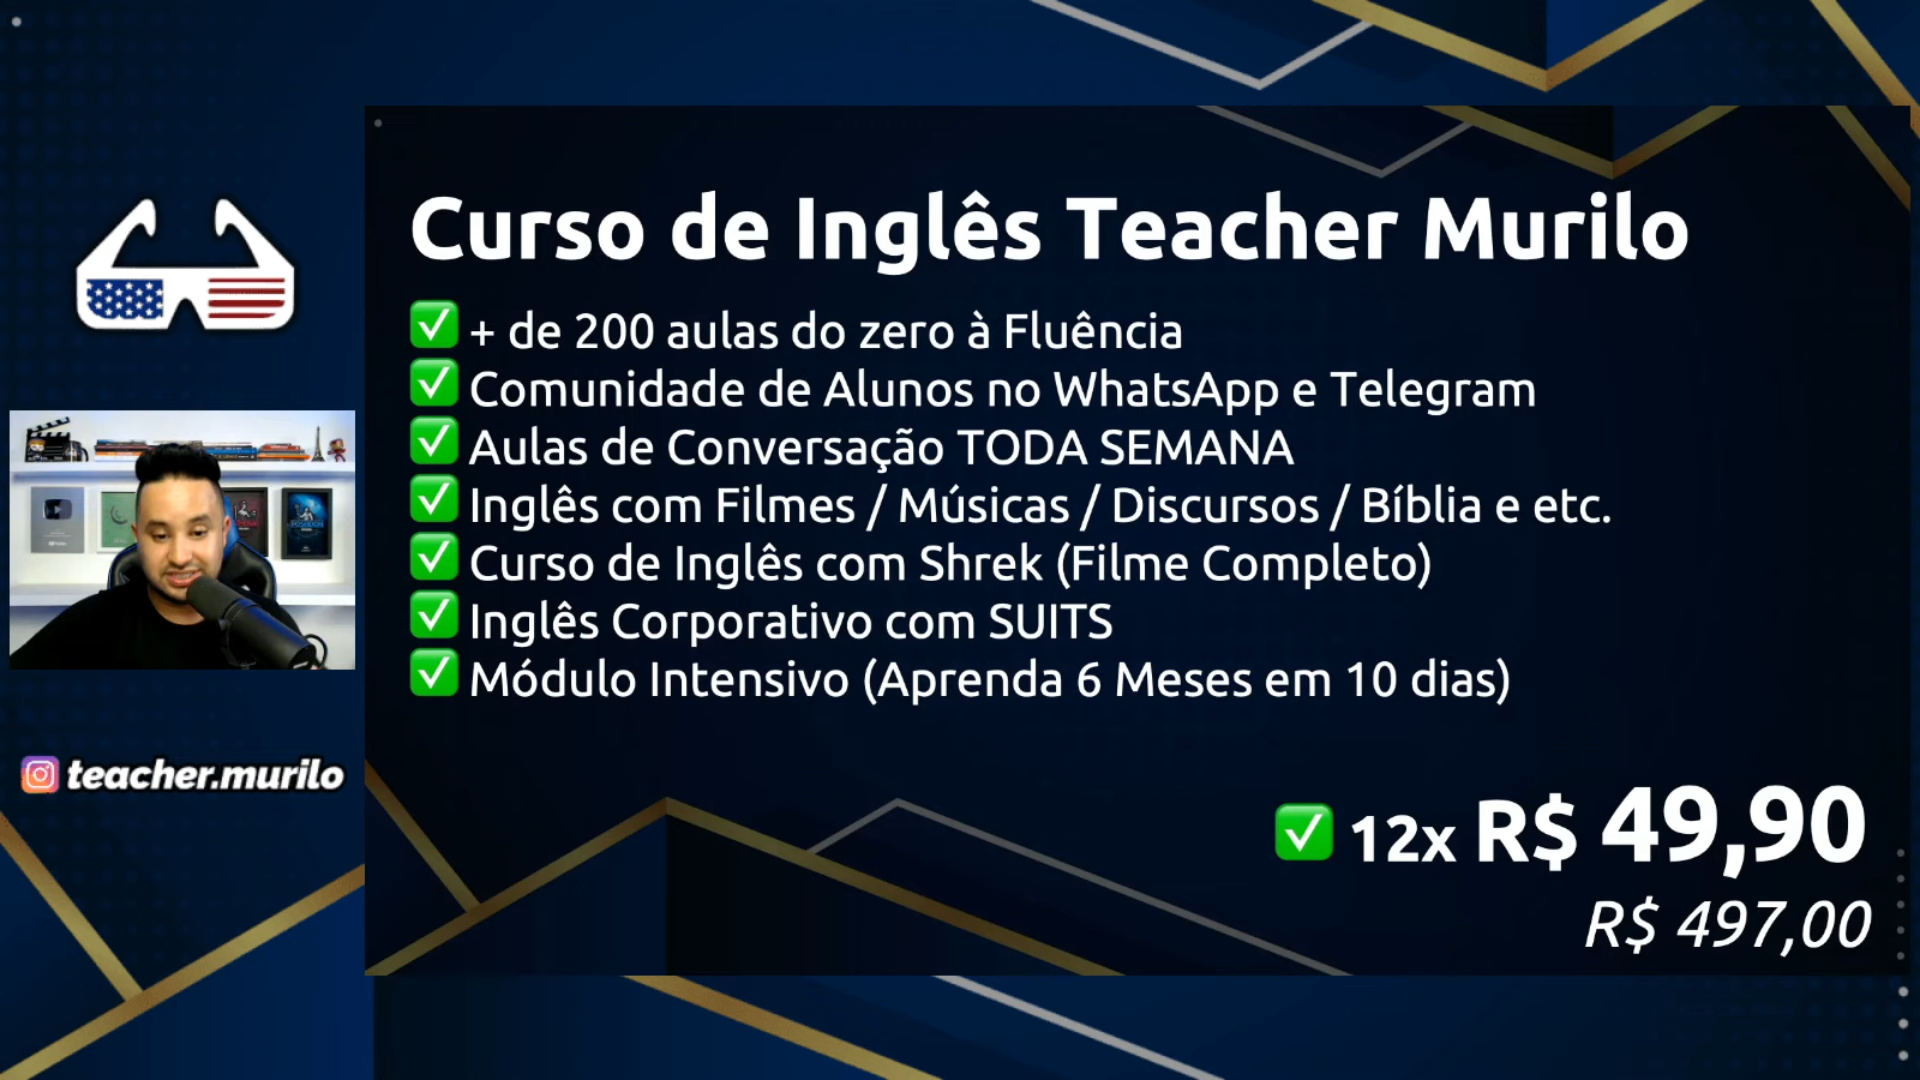 Curso de Inglês Teacher Murilo
✅ + de 200 aulas do zero à Fluência
✅ Comunidade de Alunos no WhatsApp e Telegram
✅ Aulas de Conversação TODA SEMANA
✅ Inglês com Filmes / Músicas / Discursos / Bíblia e etc.
✅ Curso de Inglês com Shrek (Filme Completo)
✅ Inglês Corporativo com SUITS
✅ Módulo Intensivo (Aprenda 6 Meses em 10 dias)
teacher.murilo
✅ 12x R$ 49,90
R$ 497,00